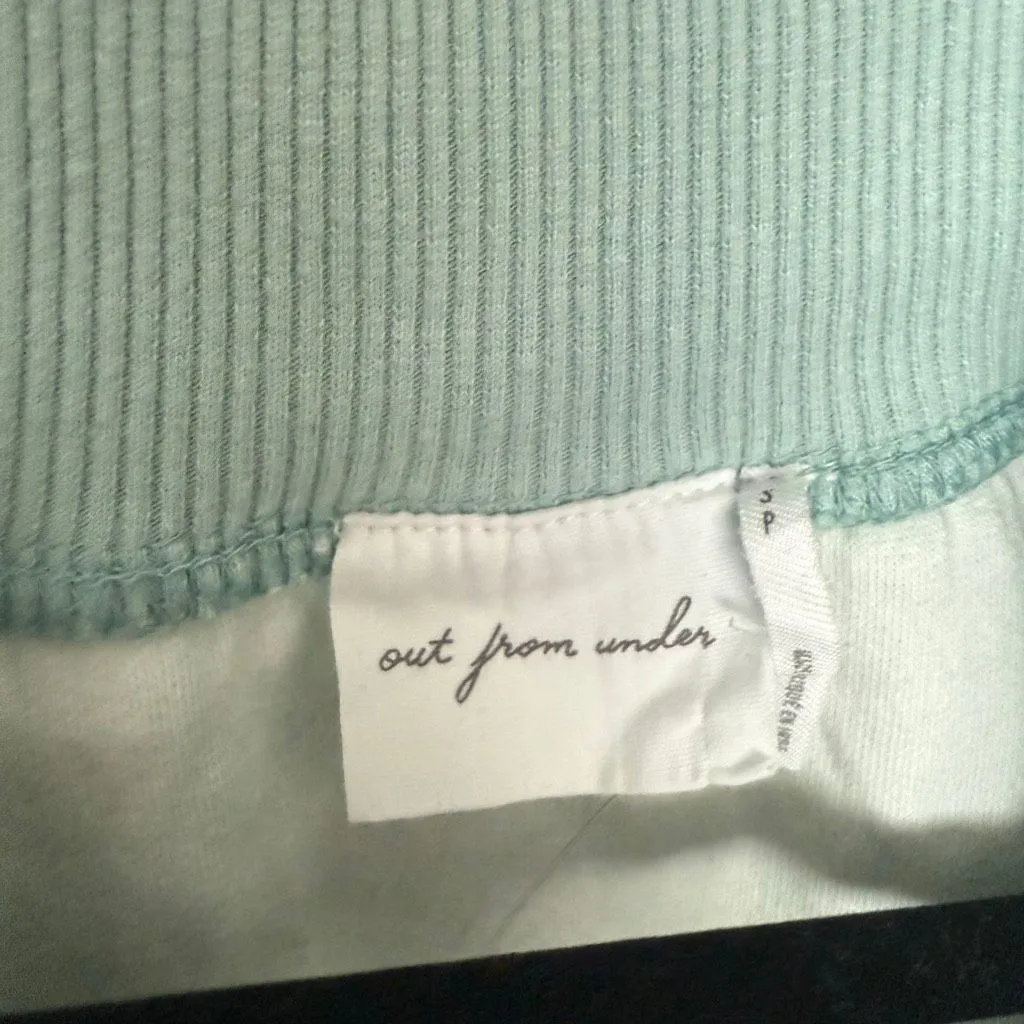 out from under
S
P